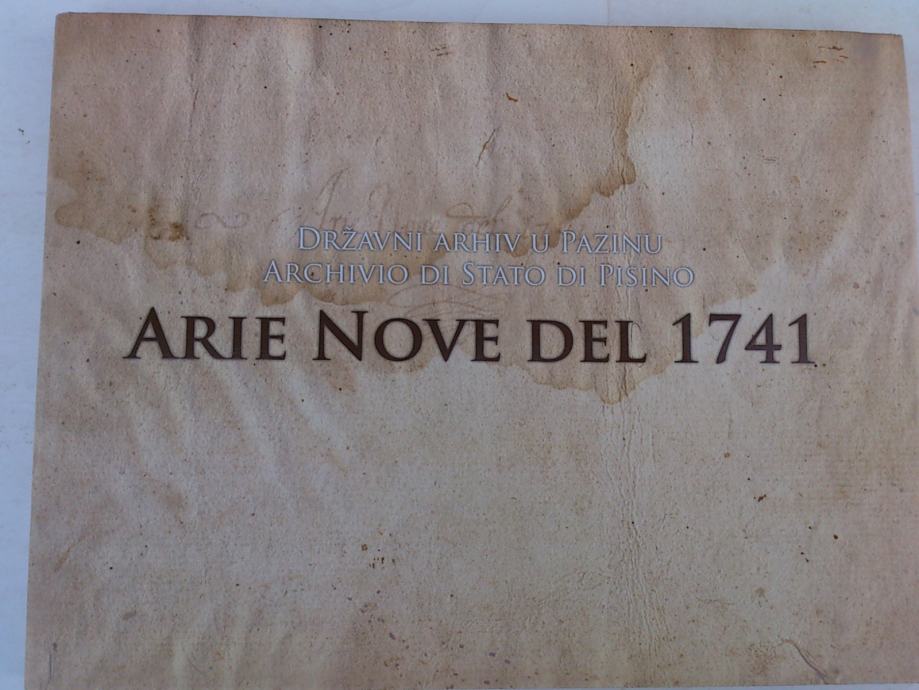 Državni arhiv u Pazinu
Archivio di Stato di Pisino
Arie Nove del 1741